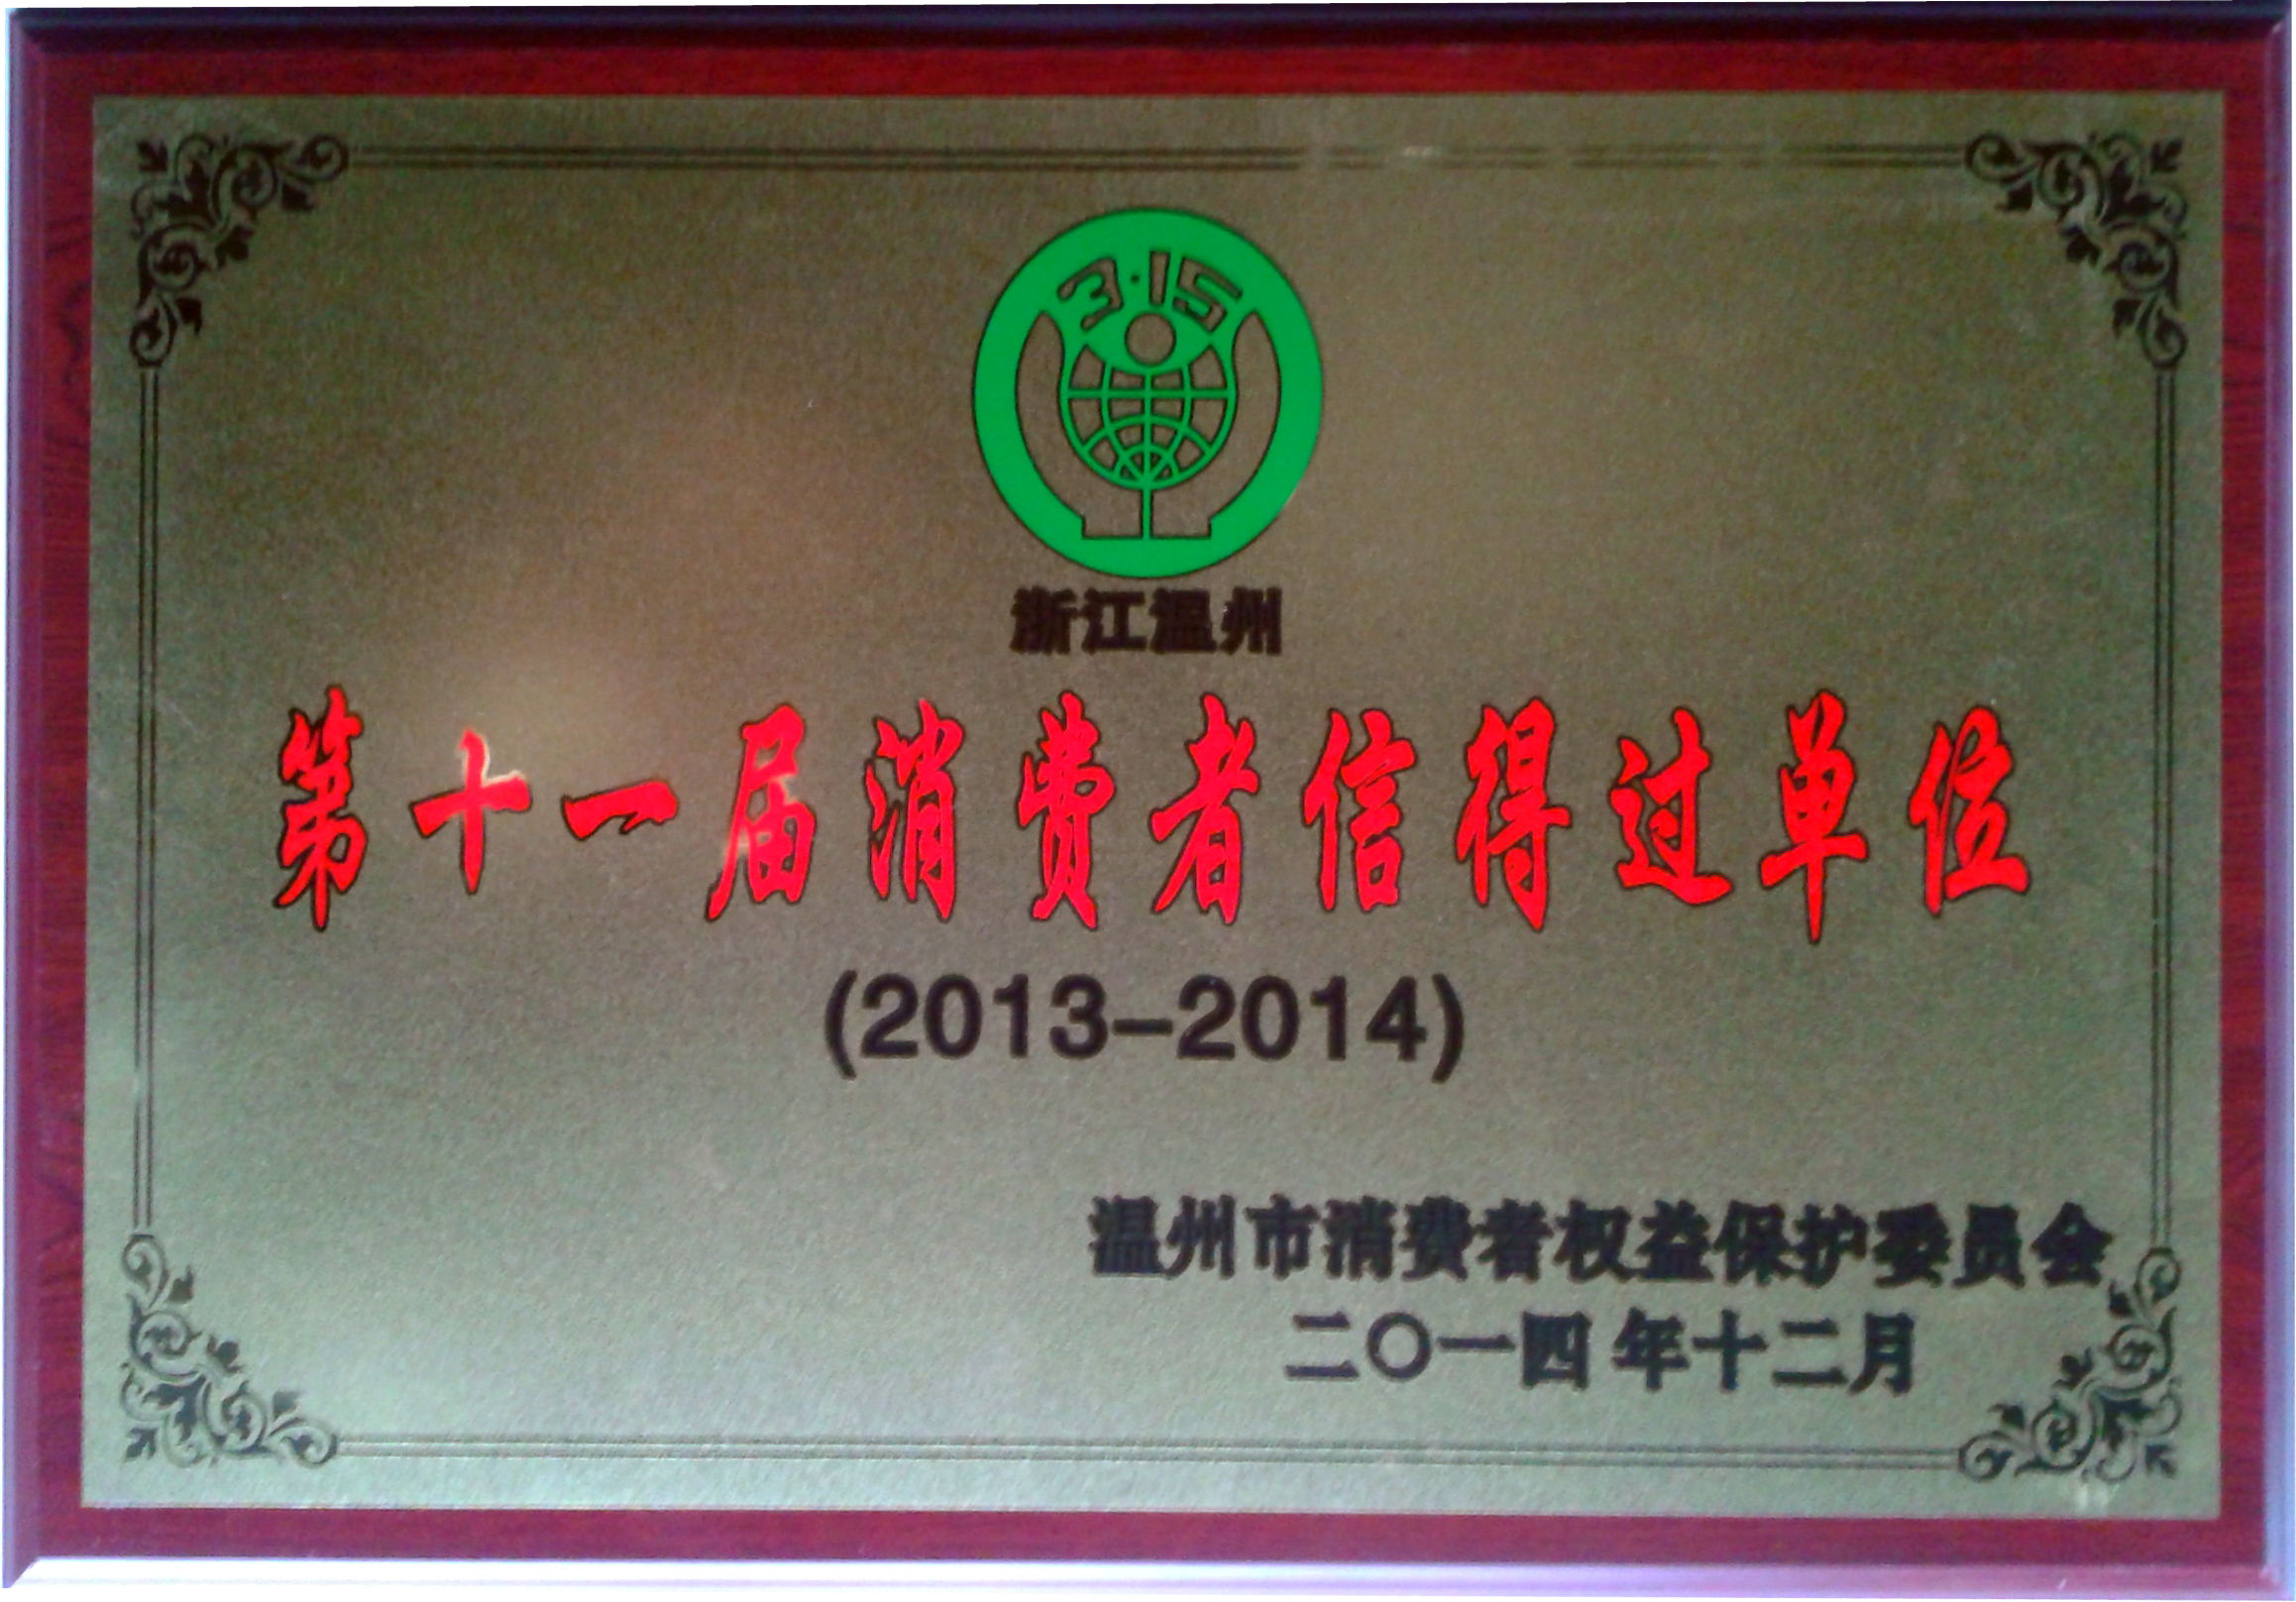 3·15
浙江温州
第十一届消费者信得过单位
(2013-2014)
温州市消费者权益保护委员会
二〇一四年十二月